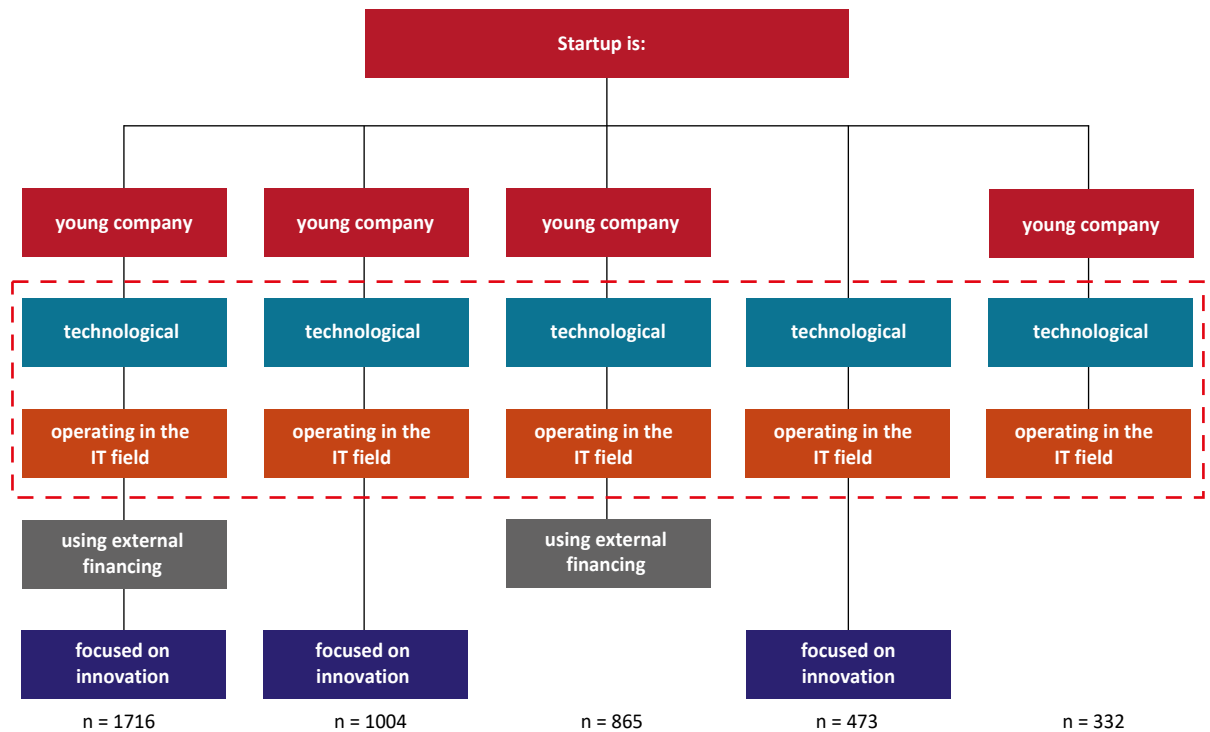 Startup is:
young company
young company
young company
young company
technological
technological
technological
technological
technological
operating in the
IT field
operating in the
IT field
operating in the
IT field
operating in the
IT field
operating in the
IT field
using external
financing
using external
financing
focused on
innovation
focused on
innovation
focused on
innovation
n = 1716
n = 1004
n = 865
n = 473
n = 332